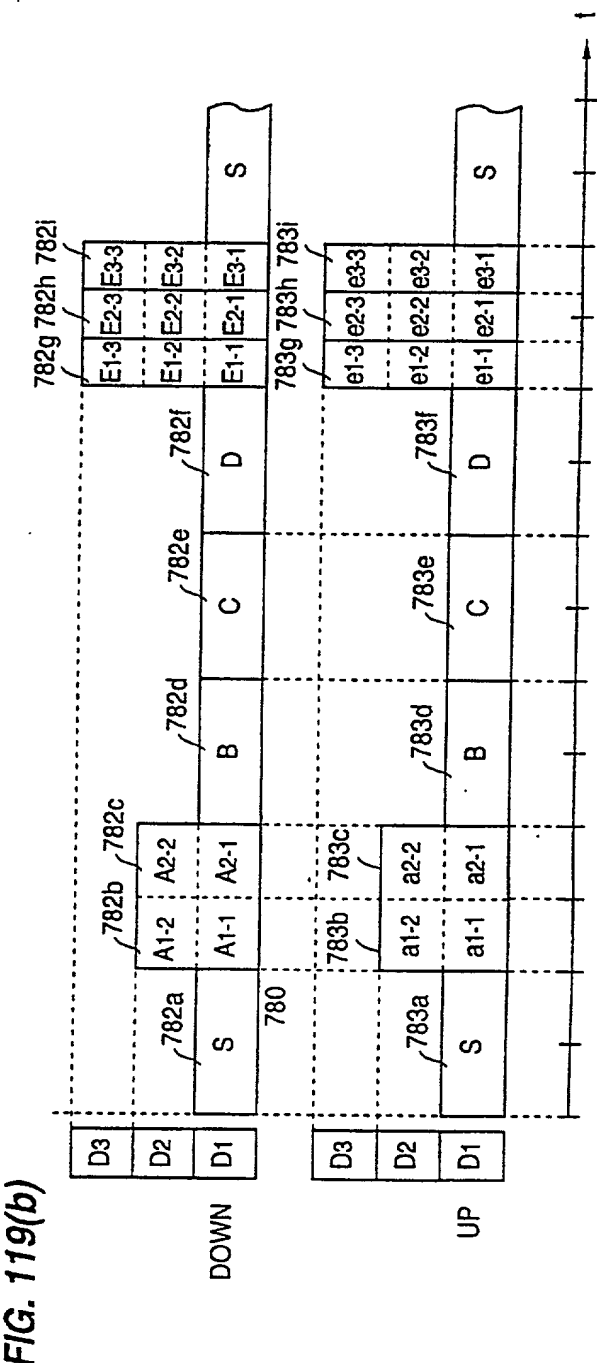 FIG. 119(b)
782g 782h 782i
D3 E1-3 E2-3 E3-3
782b 782c
D2 A1-2 A2-2 E1-2 E2-2 E3-2
782a 782d 782e 782f
DOWN D1 S A1-1 A2-1 B C D E1-1 E2-1 E3-1 S
780
783g 783h 783i
D3 e1-3 e2-3 e3-3
783b 783c
D2 a1-2 a2-2 e1-2 e2-2 e3-2
783a 783d 783e 783f
UP D1 S a1-1 a2-1 B C D e1-1 e2-1 e3-1 S
t